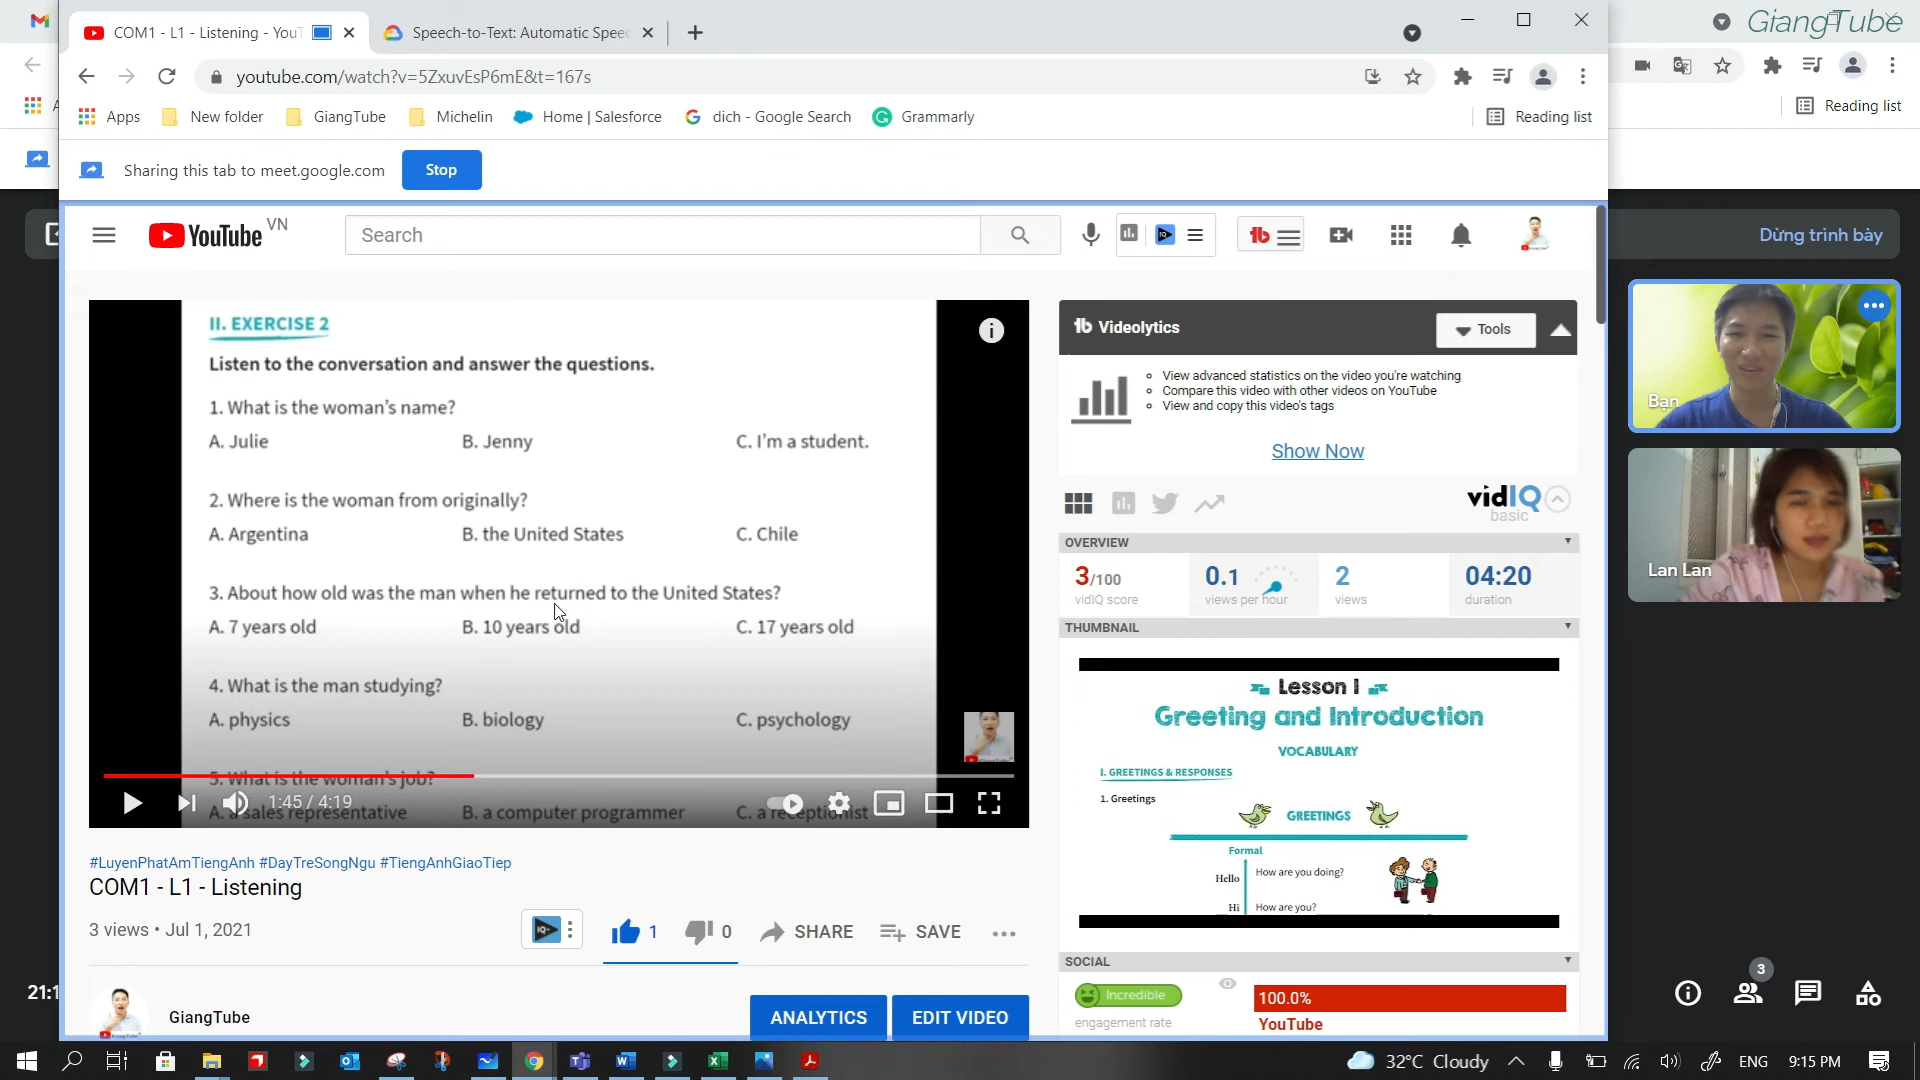 COM1 - L1 - Listening - YouT
Speech-to-Text: Automatic Speec
GiangTube
youtube.com/watch?v=5ZxuvEsP6mE&t=167s
Apps
New folder
GiangTube
Michelin
Home | Salesforce
dich - Google Search
Grammarly
Reading list
Reading list
Sharing this tab to meet.google.com
Stop
YouTube VN
Search
Dừng trình bày
II. EXERCISE 2
Listen to the conversation and answer the questions.
1. What is the woman's name?
A. Julie B. Jenny C. I'm a student.
2. Where is the woman from originally?
A. Argentina B. the United States C. Chile
3. About how old was the man when he returned to the United States?
A. 7 years old B. 10 years old C. 17 years old
4. What is the man studying?
A. physics B. biology C. psychology
5. What is the woman's job?
A. a sales representative B. a computer programmer C. a receptionist
1:45 / 4:19
#LuyenPhatAmTiengAnh #DayTreSongNgu #TiengAnhGiaoTiep
COM1 - L1 - Listening
3 views • Jul 1, 2021
1
0
SHARE
SAVE
GiangTube
ANALYTICS
EDIT VIDEO
Videolytics
Tools
View advanced statistics on the video you're watching
Compare this video with other videos on YouTube
View and copy this video's tags
Show Now
vidIQ
basic
OVERVIEW
3/100 0.1 2 04:20
vidIQ score views per hour views duration
THUMBNAIL
Lesson 1
Greeting and Introduction
VOCABULARY
I. GREETINGS & RESPONSES
1. Greetings
GREETINGS
Formal
Hello How are you doing?
Hi How are you?
SOCIAL
Incredible
engagement rate
100.0%
YouTube
Bạn
Lan Lan
3
21:1
32°C Cloudy
ENG
9:15 PM